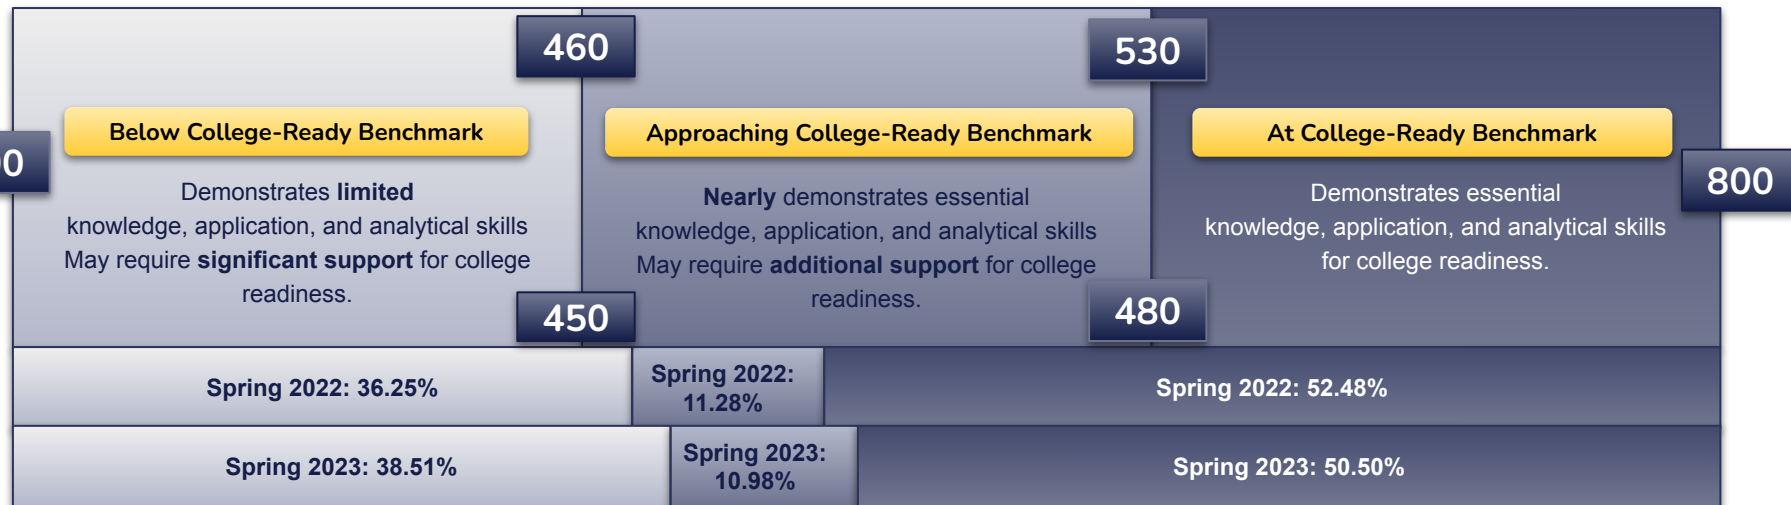 460
530
Below College-Ready Benchmark
Approaching College-Ready Benchmark
At College-Ready Benchmark
800
Demonstrates limited
knowledge, application, and analytical skills
May require significant support for college
readiness.
Nearly demonstrates essential
knowledge, application, and analytical skills
May require additional support for college
readiness.
Demonstrates essential
knowledge, application, and analytical skills
for college readiness.
450
480
Spring 2022: 36.25%
Spring 2022:
11.28%
Spring 2022: 52.48%
Spring 2023: 38.51%
Spring 2023:
10.98%
Spring 2023: 50.50%